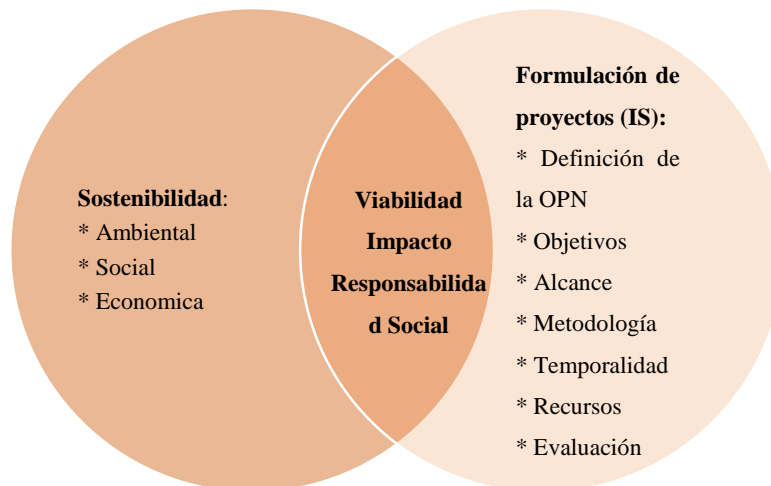 Sostenibilidad:
* Ambiental
* Social
* Economica
Viabilidad
Impacto
Responsabilida
d Social
Formulación de
proyectos (IS):
* Definición de
la OPN
* Objetivos
* Alcance
* Metodología
* Temporalidad
* Recursos
* Evaluación